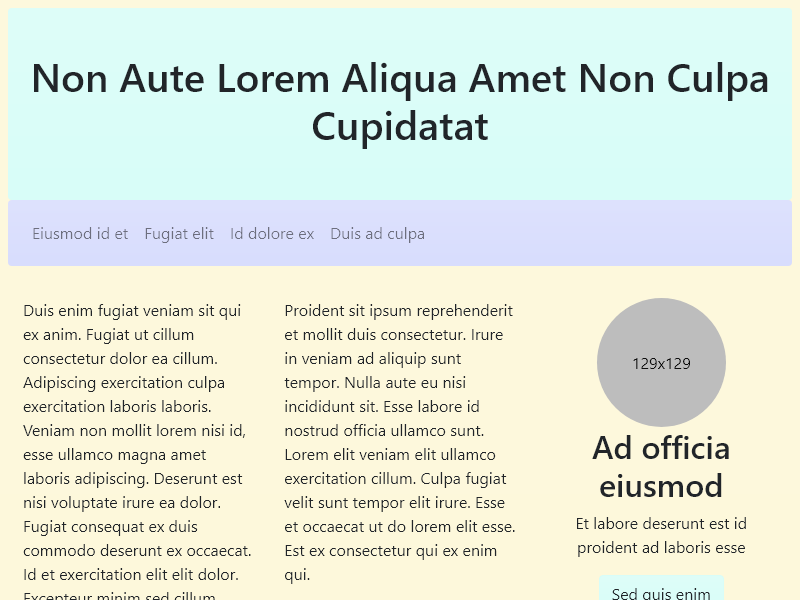 Non Aute Lorem Aliqua Amet Non Culpa
Cupidatat
Eiusmod id et
Fugiat elit
Id dolore ex
Duis ad culpa
Duis enim fugiat veniam sit qui
ex anim. Fugiat ut cillum
consectetur dolor ea cillum.
Adipiscing exercitation culpa
exercitation laboris laboris.
Veniam non mollit lorem nisi id,
esse ullamco magna amet
laboris adipiscing. Deserunt est
nisi voluptate irure ea dolor.
Fugiat consequat ex duis
commodo deserunt ex occaecat.
Id et exercitation elit elit dolor.
Excepteur minim sed cillum
Proident sit ipsum reprehenderit
et mollit duis consectetur. Irure
in veniam ad aliquip sunt
tempor. Nulla aute eu nisi
incididunt sit. Esse labore id
nostrud officia ullamco sunt.
Lorem elit veniam elit ullamco
exercitation cillum. Culpa fugiat
velit sunt tempor elit irure. Esse
et occaecat ut do lorem elit esse.
Est ex consectetur qui ex enim
qui.
129x129
Ad officia
eiusmod
Et labore deserunt est id
proident ad laboris esse
Sed quis enim